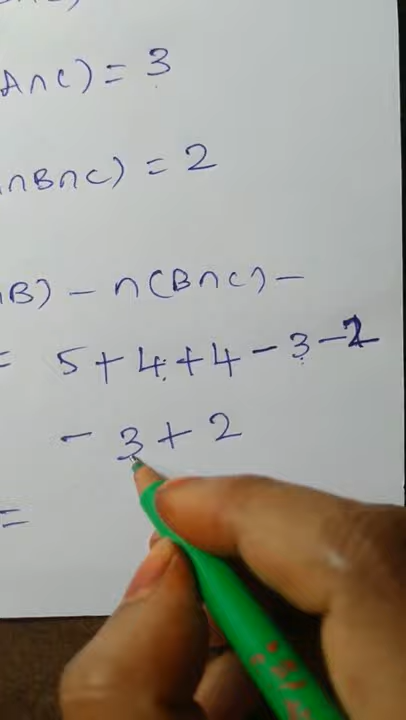 A∩C) = 3
∩B∩C) = 2
B) - n(B∩C) -
= 5 + 4 + 4 - 3 - 2
- 3 + 2
=